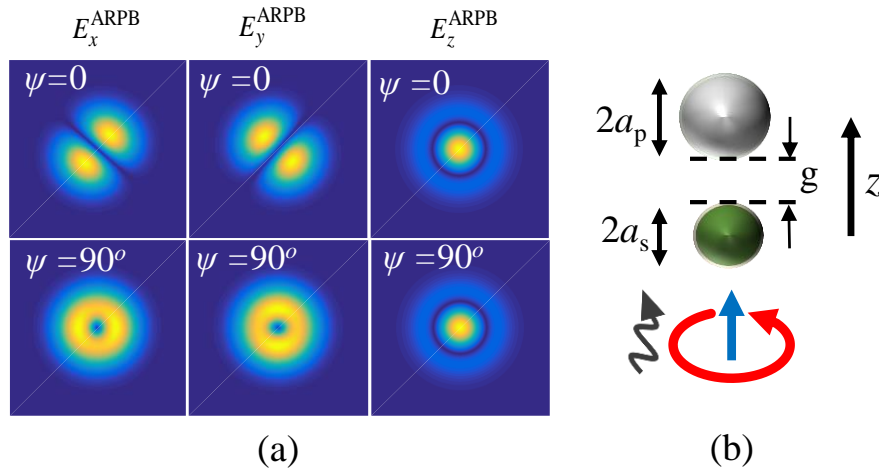 E_x^ARPB E_y^ARPB E_z^ARPB
ψ=0 ψ =0 ψ =0
ψ =90° ψ =90° ψ =90°
(a)
2a_p
g
z
2a_s
(b)